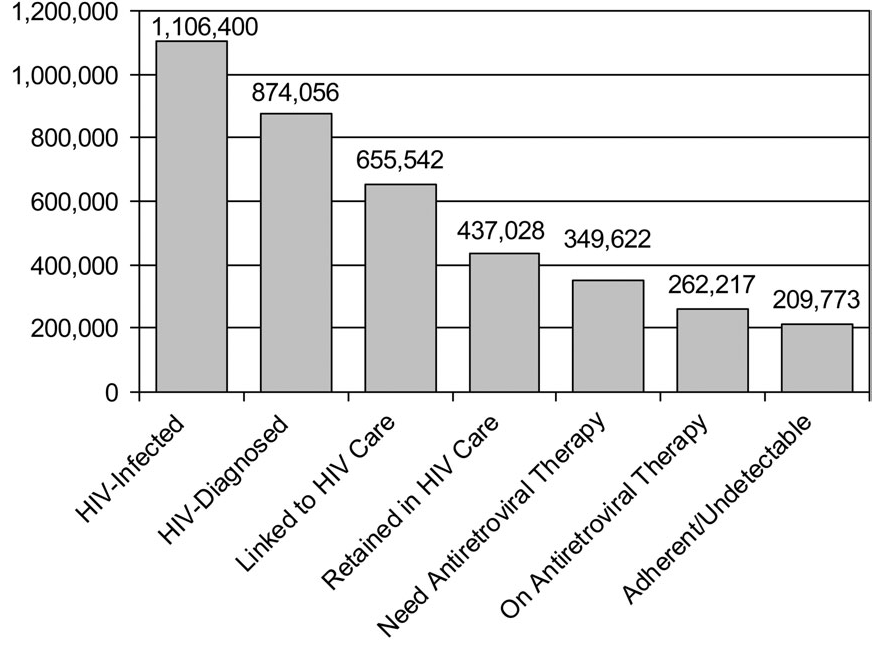 1,200,000
1,000,000
800,000
600,000
400,000
200,000
0
1,106,400
874,056
655,542
437,028
349,622
262,217
209,773
HIV-Infected
HIV-Diagnosed
Linked to HIV Care
Retained in HIV Care
Need Antiretroviral Therapy
On Antiretroviral Therapy
Adherent/Undetectable